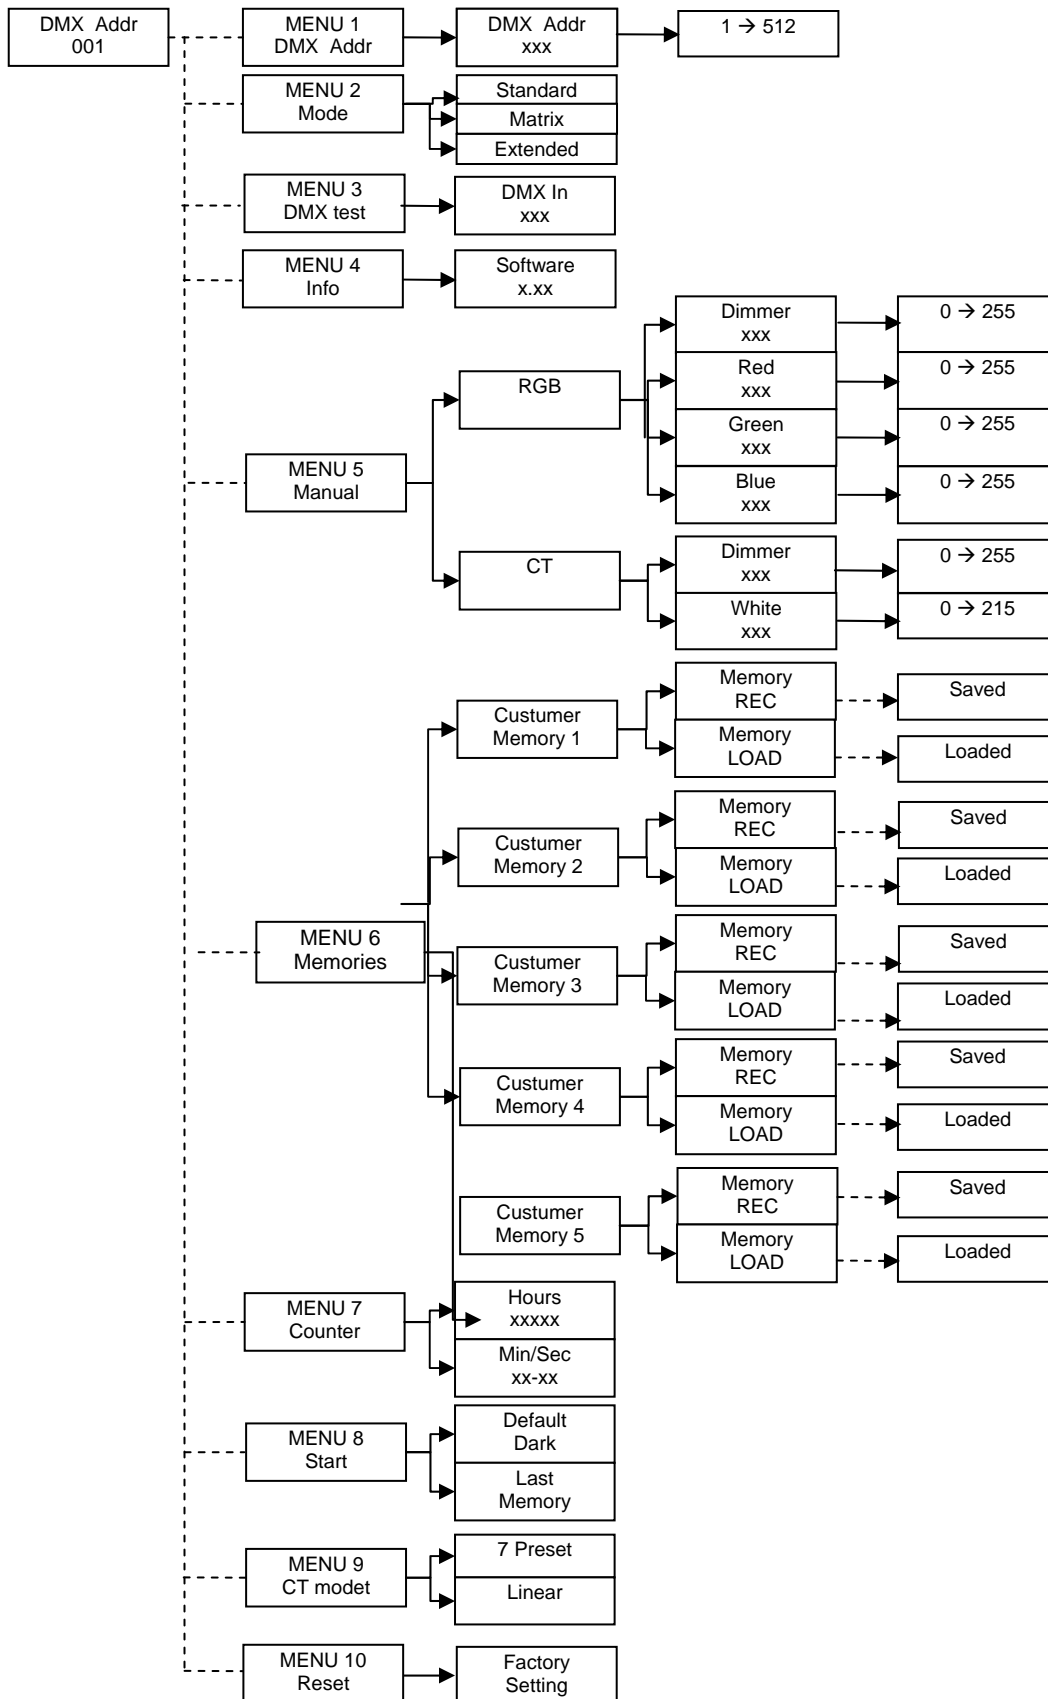 DMX Addr
001
MENU 1
DMX Addr
DMX Addr
xxx
1 → 512
MENU 2
Mode
Standard
Matrix
Extended
MENU 3
DMX test
DMX In
xxx
MENU 4
Info
Software
x.xx
MENU 5
Manual
RGB
Dimmer
xxx
0 → 255
Red
xxx
0 → 255
Green
xxx
0 → 255
Blue
xxx
0 → 255
CT
Dimmer
xxx
0 → 255
White
xxx
0 → 215
MENU 6
Memories
Custumer
Memory 1
Memory
REC
Saved
Memory
LOAD
Loaded
Custumer
Memory 2
Memory
REC
Saved
Memory
LOAD
Loaded
Custumer
Memory 3
Memory
REC
Saved
Memory
LOAD
Loaded
Custumer
Memory 4
Memory
REC
Saved
Memory
LOAD
Loaded
Custumer
Memory 5
Memory
REC
Saved
Memory
LOAD
Loaded
MENU 7
Counter
Hours
xxxxx
Min/Sec
xx-xx
MENU 8
Start
Default
Dark
Last
Memory
MENU 9
CT modet
7 Preset
Linear
MENU 10
Reset
Factory
Setting